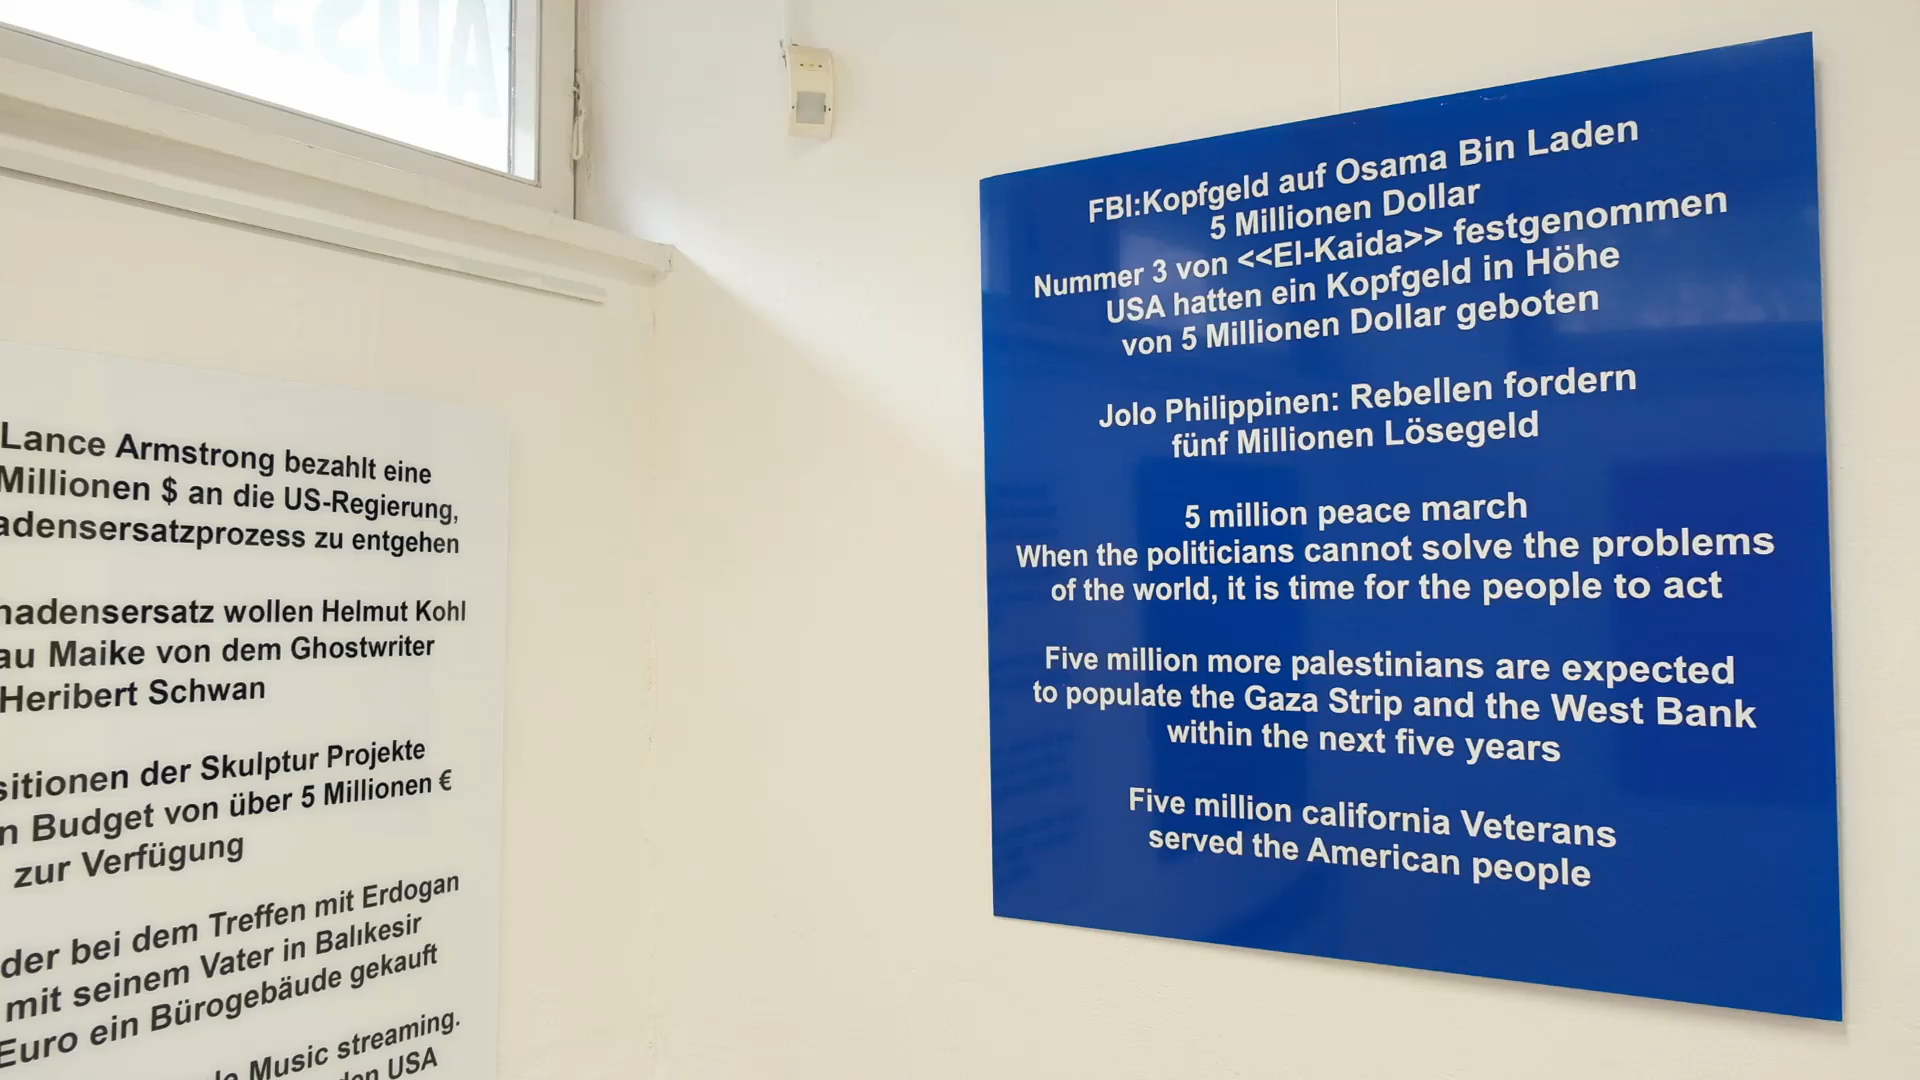 AUSST
Lance Armstrong bezahlt eine
Millionen $ an die US-Regierung,
zu entgehen
wollen Helmut Kohl
Maike von dem Ghostwriter
Heribert Schwan
der Skulptur Projekte
Budget von über 5 Millionen €
zur Verfügung
der bei dem Treffen mit Erdogan
mit seinem Vater in Balıkesir
Euro ein Bürogebäude gekauft
Music streaming.
USA
FBI:Kopfgeld auf Osama Bin Laden
5 Millionen Dollar
Nummer 3 von <<El-Kaida>> festgenommen
USA hatten ein Kopfgeld in Höhe
von 5 Millionen Dollar geboten
Jolo Philippinen: Rebellen fordern
fünf Millionen Lösegeld
5 million peace march
When the politicians cannot solve the problems
of the world, it is time for the people to act
Five million more palestinians are expected
to populate the Gaza Strip and the West Bank
within the next five years
Five million california Veterans
served the American people